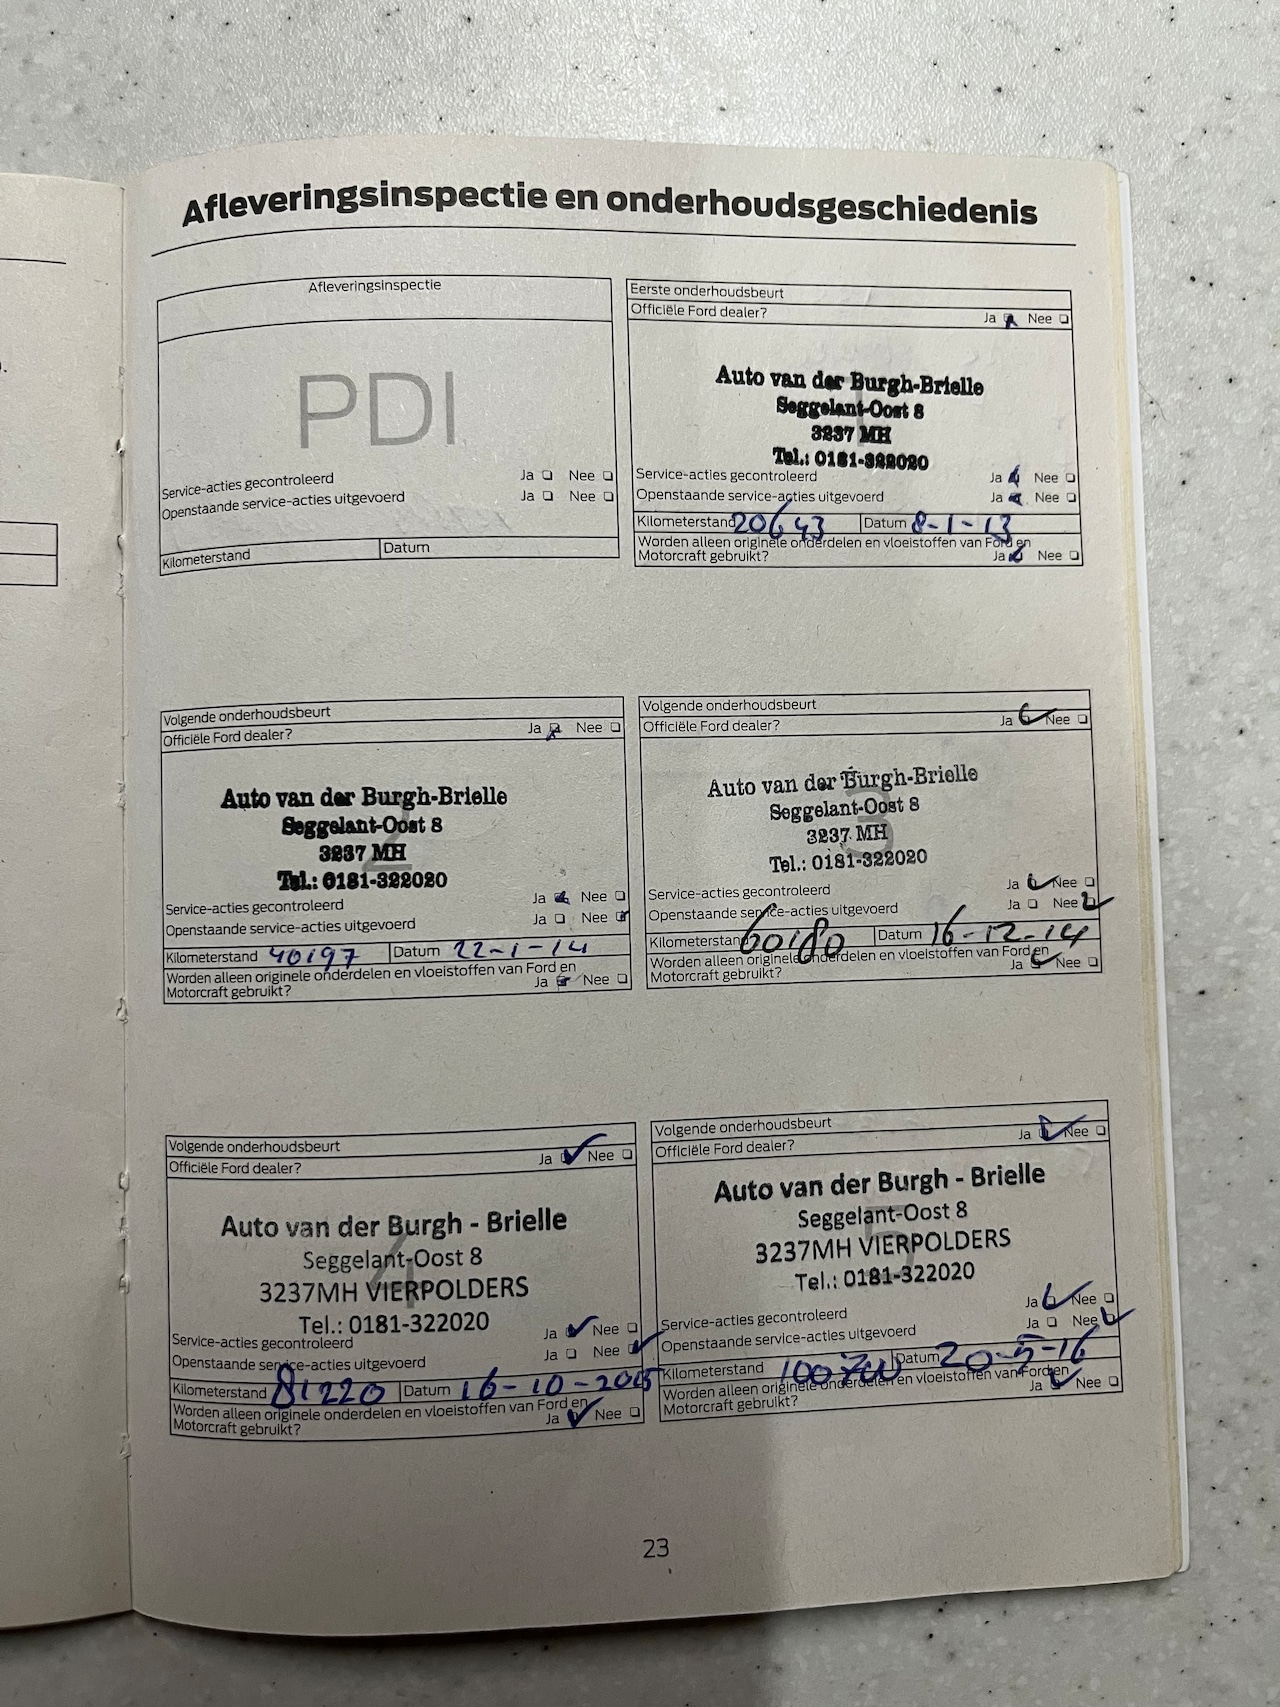 Afleveringsinspectie en onderhoudsgeschiedenis
Afleveringsinspectie
PDI
Service-acties gecontroleerd Ja Nee
Openstaande service-acties uitgevoerd Ja Nee
Kilometerstand Datum
Eerste onderhoudsbeurt
Officiële Ford dealer? Ja Nee
1
Auto van der Burgh-Brielle
Seggelant-Oost 8
3237 MH
Tel.: 0181-322020
Service-acties gecontroleerd Ja Nee
Openstaande service-acties uitgevoerd Ja Nee
Kilometerstand 20643 Datum 8-1-13
Worden alleen originele onderdelen en vloeistoffen van Ford en
Motorcraft gebruikt? Ja Nee
Volgende onderhoudsbeurt
Officiële Ford dealer? Ja Nee
2
Auto van der Burgh-Brielle
Seggelant-Oost 8
3237 MH
Tel.: 0181-322020
Service-acties gecontroleerd Ja Nee
Openstaande service-acties uitgevoerd Ja Nee
Kilometerstand 40197 Datum 22-1-14
Worden alleen originele onderdelen en vloeistoffen van Ford en
Motorcraft gebruikt? Ja Nee
Volgende onderhoudsbeurt
Officiële Ford dealer? Ja Nee
3
Auto van der Burgh-Brielle
Seggelant-Oost 8
3237 MH
Tel.: 0181-322020
Service-acties gecontroleerd Ja Nee
Openstaande service-acties uitgevoerd Ja Nee
Kilometerstand 60180 Datum 16-12-14
Worden alleen originele onderdelen en vloeistoffen van Ford en
Motorcraft gebruikt? Ja Nee
Volgende onderhoudsbeurt
Officiële Ford dealer? Ja Nee
4
Auto van der Burgh - Brielle
Seggelant-Oost 8
3237MH VIERPOLDERS
Tel.: 0181-322020
Service-acties gecontroleerd Ja Nee
Openstaande service-acties uitgevoerd Ja Nee
Kilometerstand 81220 Datum 16-10-2015
Worden alleen originele onderdelen en vloeistoffen van Ford en
Motorcraft gebruikt? Ja Nee
Volgende onderhoudsbeurt
Officiële Ford dealer? Ja Nee
5
Auto van der Burgh - Brielle
Seggelant-Oost 8
3237MH VIERPOLDERS
Tel.: 0181-322020
Service-acties gecontroleerd Ja Nee
Openstaande service-acties uitgevoerd Ja Nee
Kilometerstand Datum 20-5-16
Worden alleen originele onderdelen en vloeistoffen van Ford en
Motorcraft gebruikt? Ja Nee
23